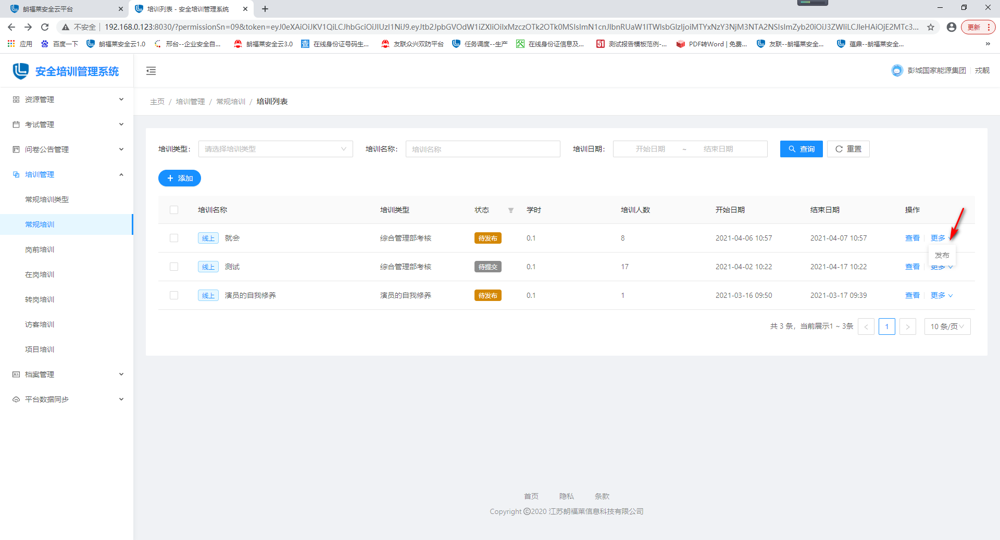 朗福莱安全云平台
培训列表 - 安全培训管理系统
不安全
192.168.0.123:8030/?permissionSn=09&token=eyJ0eXAiOiJKV1QiLCJhbGciOiJIUzI1NiJ9.eyJtb2JpbGVOdW1iZXIiOiIxMzczOTk2OTk0MSIsImN1cnJlbnRUaW1lTWlsbGlzIjoiMTYxNzY3NjM3NTA2NSIsImZyb20iOiJ3ZWIiLCJleHAiOjE2MTc3...
更新
应用
百度一下
朗福莱安全云1.0
邢台--企业安全自...
朗福莱安全云3.0
查
在线身份证号码生...
友联众兴双防平台
任务调度--生产
在线身份证信息及...
51
测试报告模板范例-...
PDF转Word | 免费...
友联--朗福莱安全...
蕴鼎--朗福莱安全...
安全培训管理系统
彭城国家能源集团
戎靓
资源管理
考试管理
问卷公告管理
培训管理
常规培训类型
常规培训
岗前培训
在岗培训
转岗培训
访客培训
项目培训
档案管理
平台数据同步
主页 / 培训管理 / 常规培训 / 培训列表
培训类型: 请选择培训类型
培训名称: 培训名称
培训日期: 开始日期 ~ 结束日期
查询
重置
+ 添加
培训名称 培训类型 状态 学时 培训人数 开始日期 结束日期 操作
线上 就会 综合管理部考核 待发布 0.1 8 2021-04-06 10:57 2021-04-07 10:57 查看 更多
发布
线上 测试 综合管理部考核 待提交 0.1 17 2021-04-02 10:22 2021-04-17 10:22 查看 更多
线上 演员的自我修养 演员的自我修养 待发布 0.1 1 2021-03-16 09:50 2021-03-17 09:39 查看 更多
共 3 条，当前展示1 ~ 3条 < 1 > 10 条/页
首页 隐私 条款
Copyright ©2020 江苏朗福莱信息科技有限公司